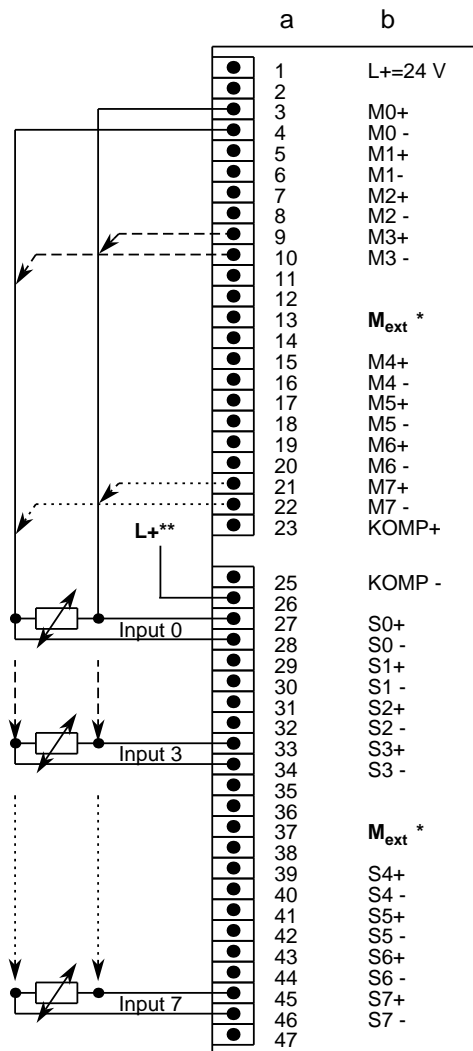 a b
1 L+=24 V
2
3 M0+
4 M0 -
5 M1+
6 M1-
7 M2+
8 M2 -
9 M3+
10 M3 -
11
12
13 M_ext *
14
15 M4+
16 M4 -
17 M5+
18 M5 -
19 M6+
20 M6 -
21 M7+
22 M7 -
23 KOMP+
L+**
25 KOMP -
26
27 S0+
Input 0
28 S0 -
29 S1+
30 S1 -
31 S2+
32 S2 -
33 S3+
Input 3
34 S3 -
35
36
37 M_ext *
38
39 S4+
40 S4 -
41 S5+
42 S5 -
43 S6+
44 S6 -
45 S7+
Input 7
46 S7 -
47